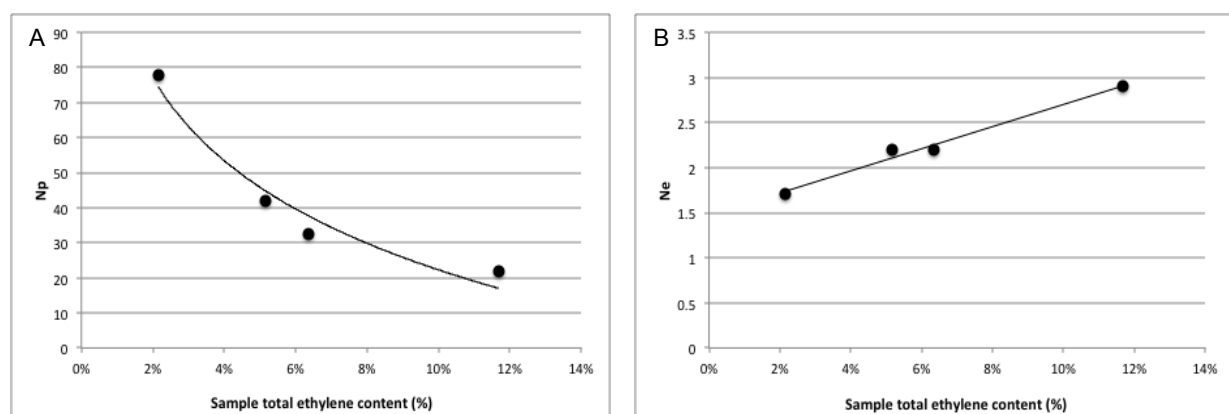 A
90
80
70
60
50
40
30
20
10
0
Np
0% 2% 4% 6% 8% 10% 12% 14%
Sample total ethylene content (%)
B
3.5
3
2.5
2
1.5
1
0.5
0
Ne
0% 2% 4% 6% 8% 10% 12% 14%
Sample total ethylene content (%)